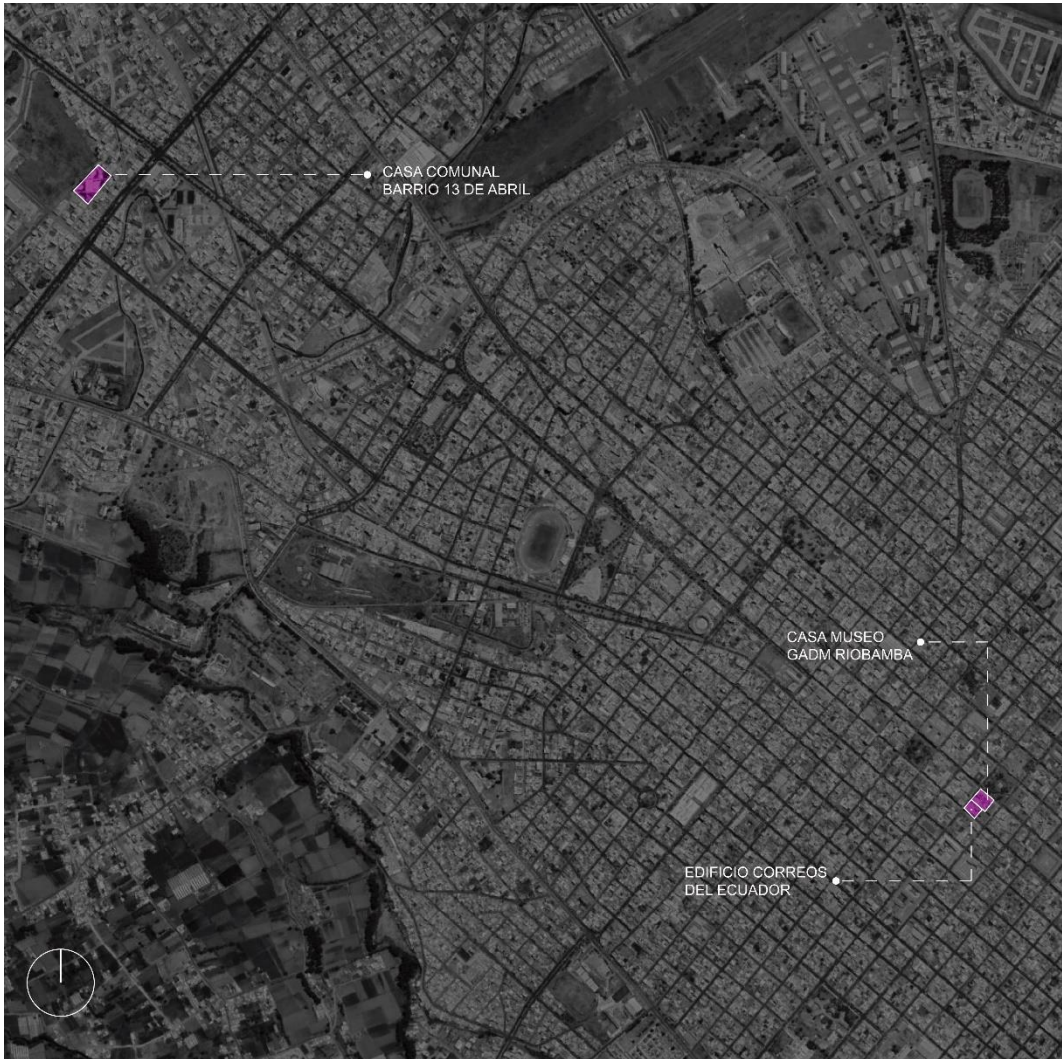 CASA COMUNAL
BARRIO 13 DE ABRIL
CASA MUSEO
GADM RIOBAMBA
EDIFICIO CORREOS
DEL ECUADOR